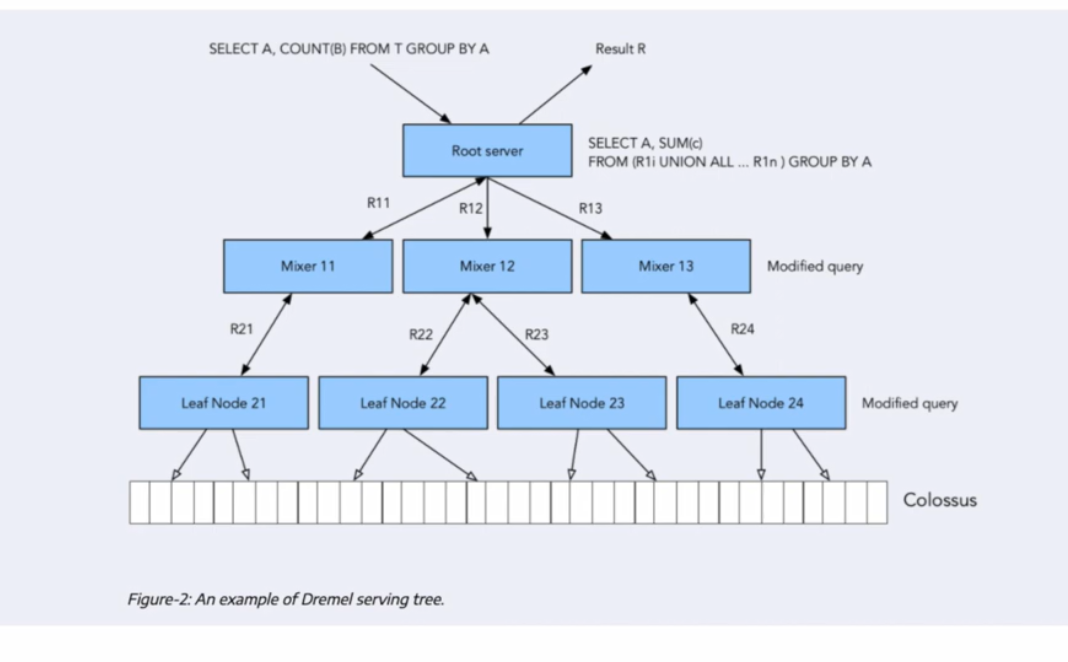 SELECT A, COUNT(B) FROM T GROUP BY A
Result R
Root server
SELECT A, SUM(c)
FROM (R1i UNION ALL ... R1n ) GROUP BY A
R11
R12
R13
Mixer 11
Mixer 12
Mixer 13
Modified query
R21
R22
R23
R24
Leaf Node 21
Leaf Node 22
Leaf Node 23
Leaf Node 24
Modified query
Colossus
Figure-2: An example of Dremel serving tree.